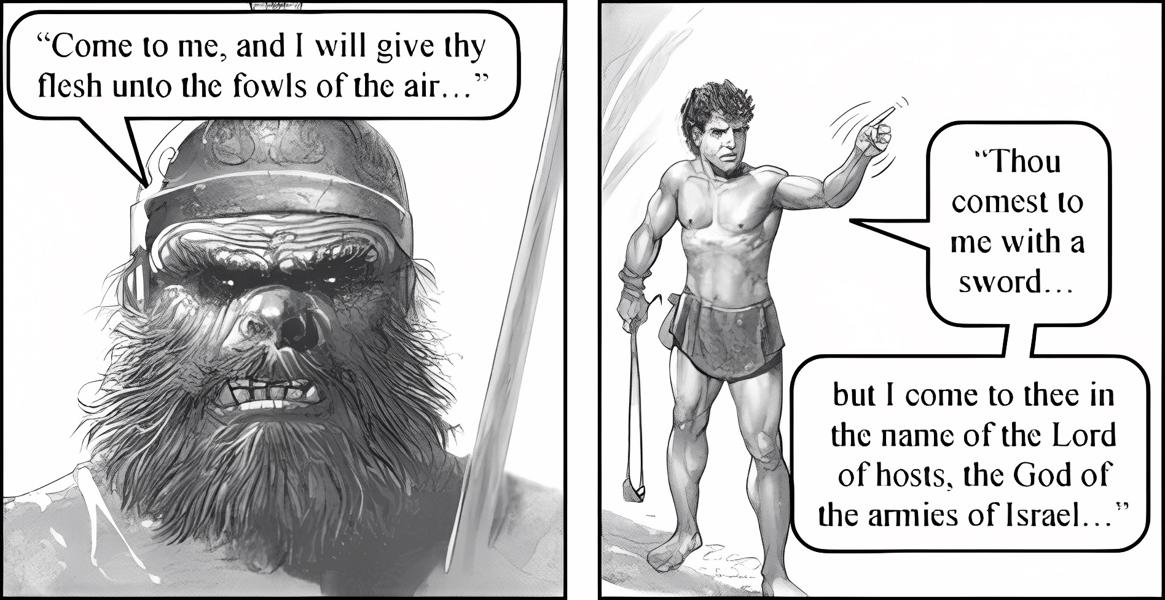 “Come to me, and I will give thy
flesh unto the fowls of the air...”
“Thou
comest to
me with a
sword...
but I come to thee in
the name of the Lord
of hosts, the God of
the armies of Israel...”